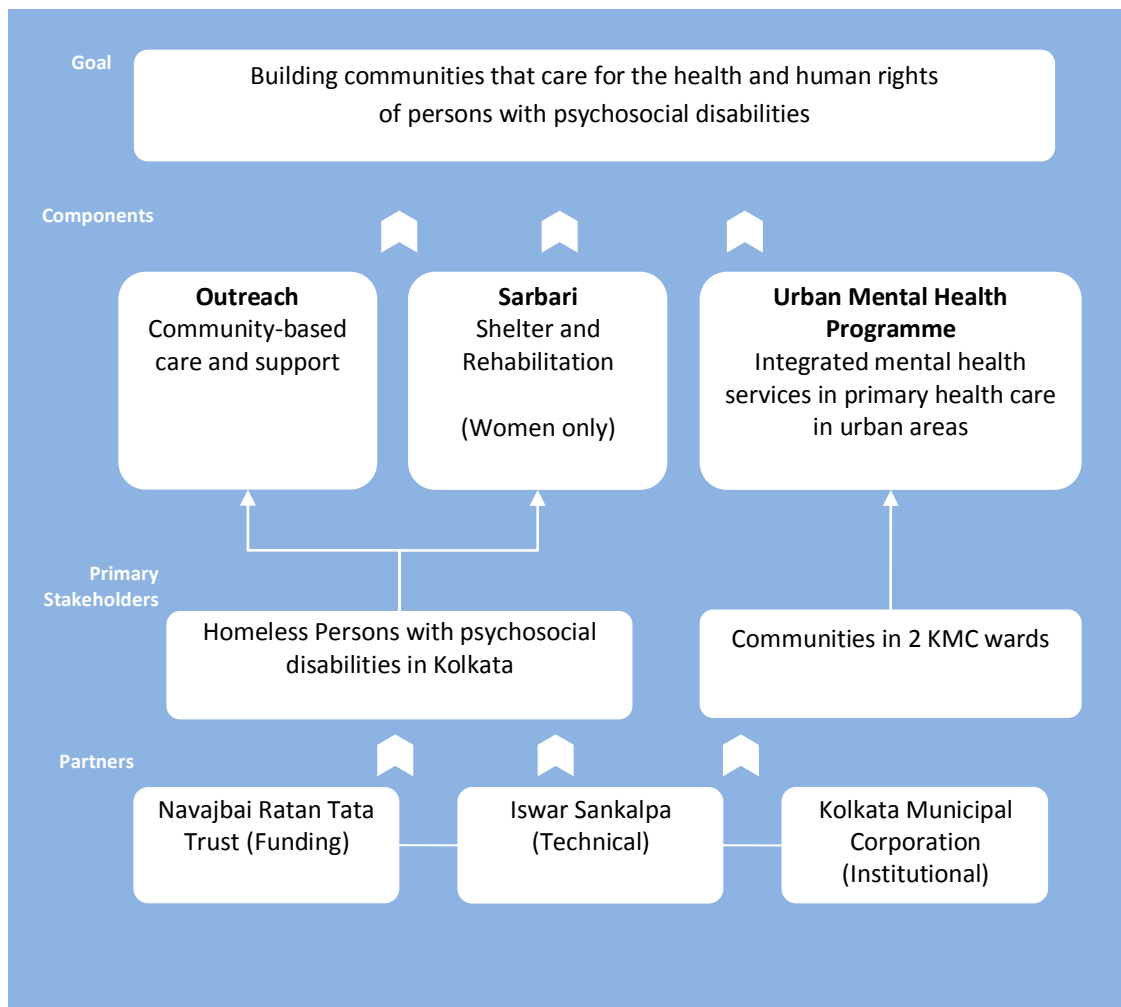 Goal
Building communities that care for the health and human rights
of persons with psychosocial disabilities
Components
Outreach
Community-based
care and support
Sarbari
Shelter and
Rehabilitation
(Women only)
Urban Mental Health
Programme
Integrated mental health
services in primary health care
in urban areas
Primary
Stakeholders
Homeless Persons with psychosocial
disabilities in Kolkata
Communities in 2 KMC wards
Partners
Navajbai Ratan Tata
Trust (Funding)
Iswar Sankalpa
(Technical)
Kolkata Municipal
Corporation
(Institutional)